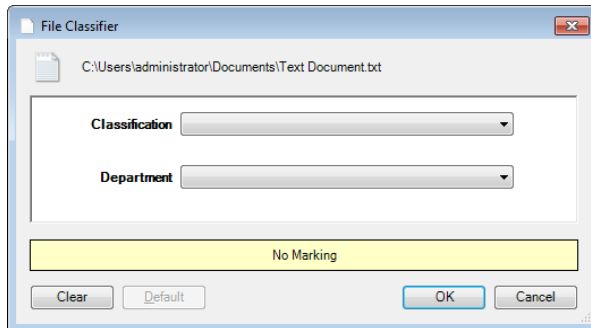 File Classifier
C:\Users\administrator\Documents\Text Document.txt
Classification
Department
No Marking
Clear Default OK Cancel